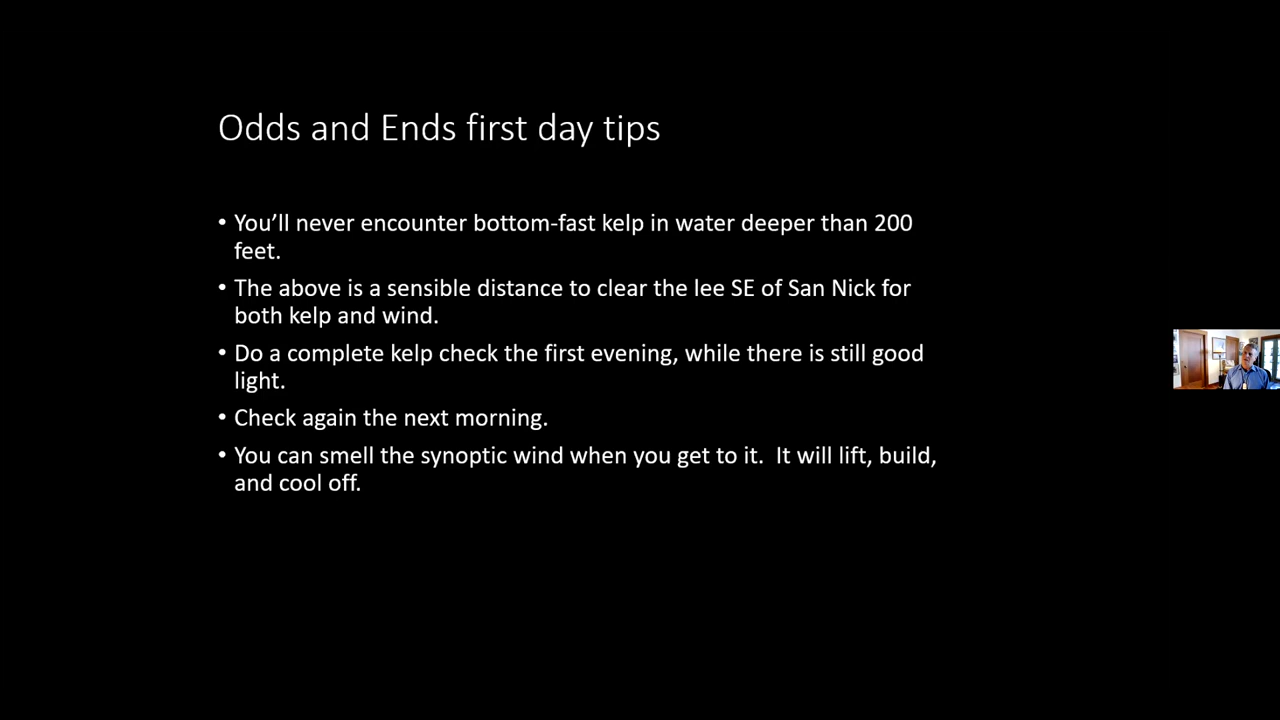 Odds and Ends first day tips
• You’ll never encounter bottom-fast kelp in water deeper than 200
feet.
• The above is a sensible distance to clear the lee SE of San Nick for
both kelp and wind.
• Do a complete kelp check the first evening, while there is still good
light.
• Check again the next morning.
• You can smell the synoptic wind when you get to it.  It will lift, build,
and cool off.